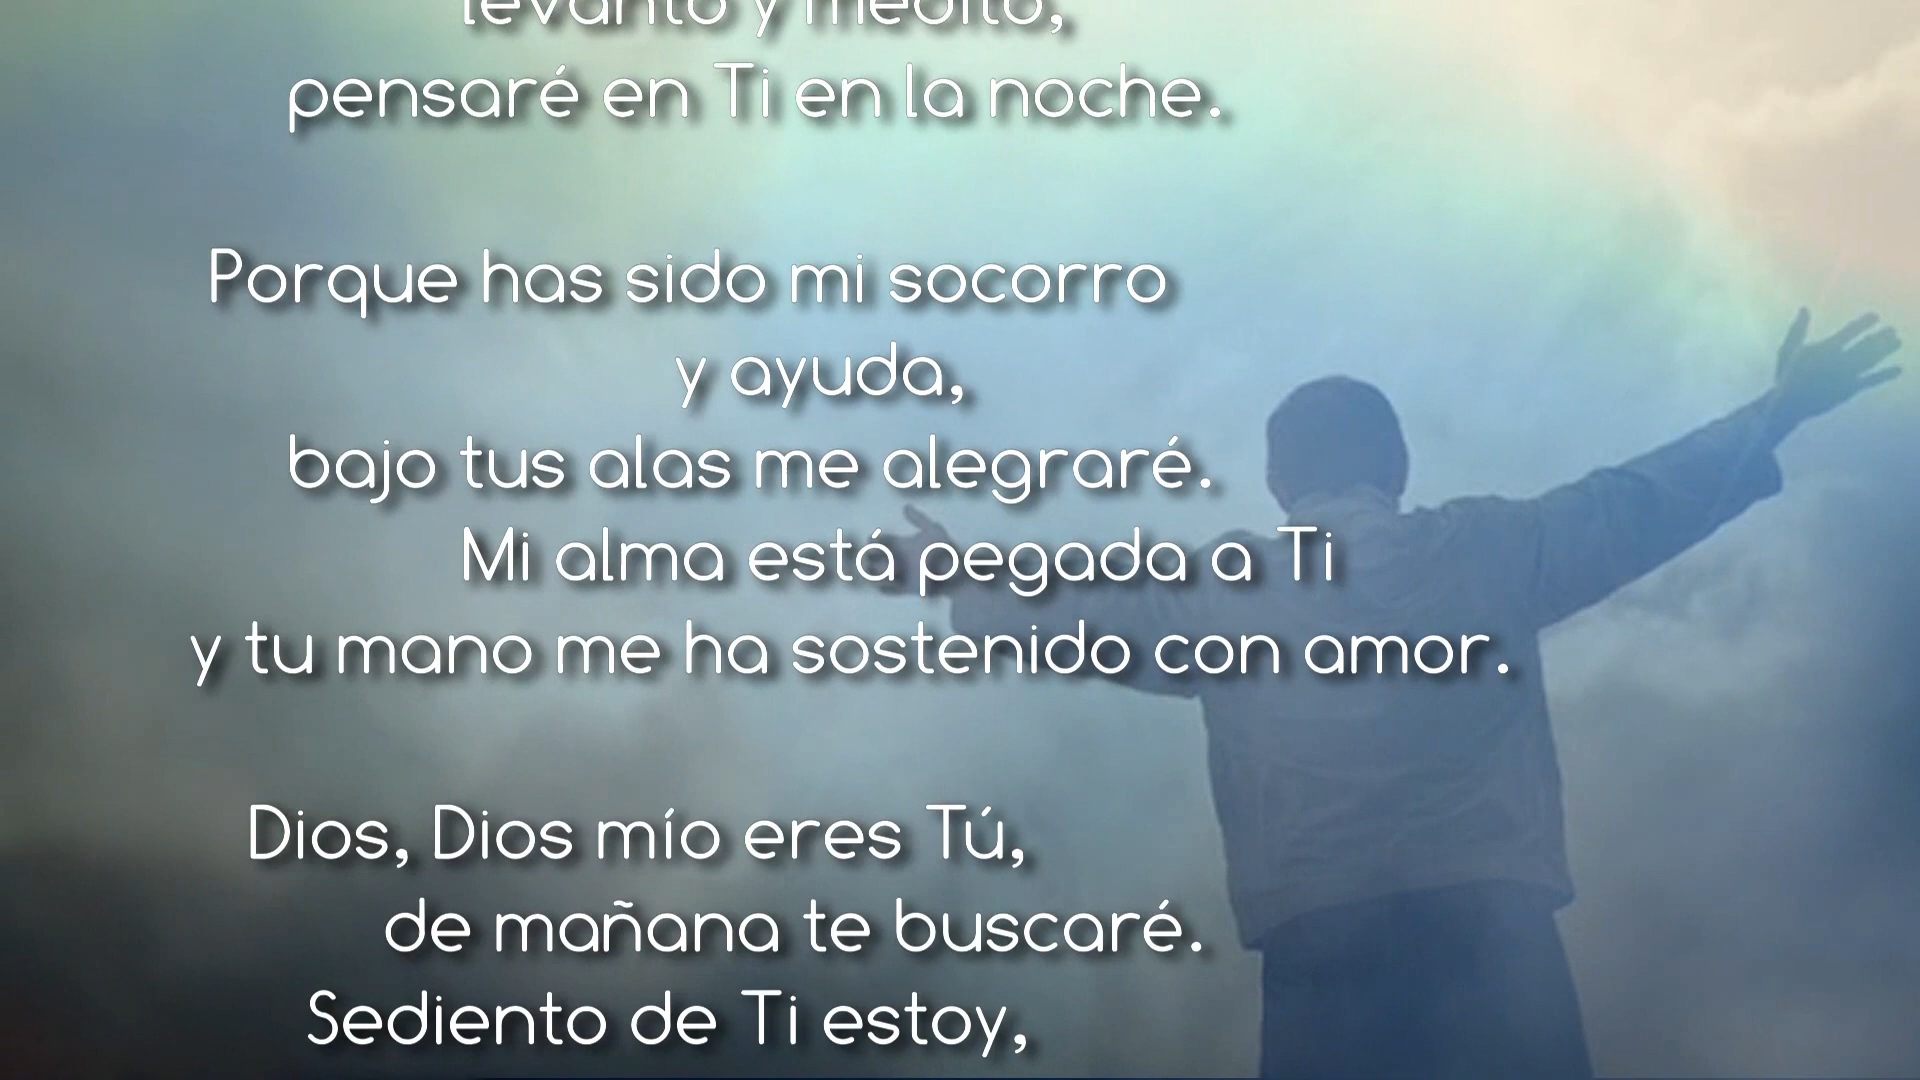 levanto y medito,
pensaré en Ti en la noche.
Porque has sido mi socorro
y ayuda,
bajo tus alas me alegraré.
Mi alma está pegada a Ti
y tu mano me ha sostenido con amor.
Dios, Dios mío eres Tú,
de mañana te buscaré.
Sediento de Ti estoy,